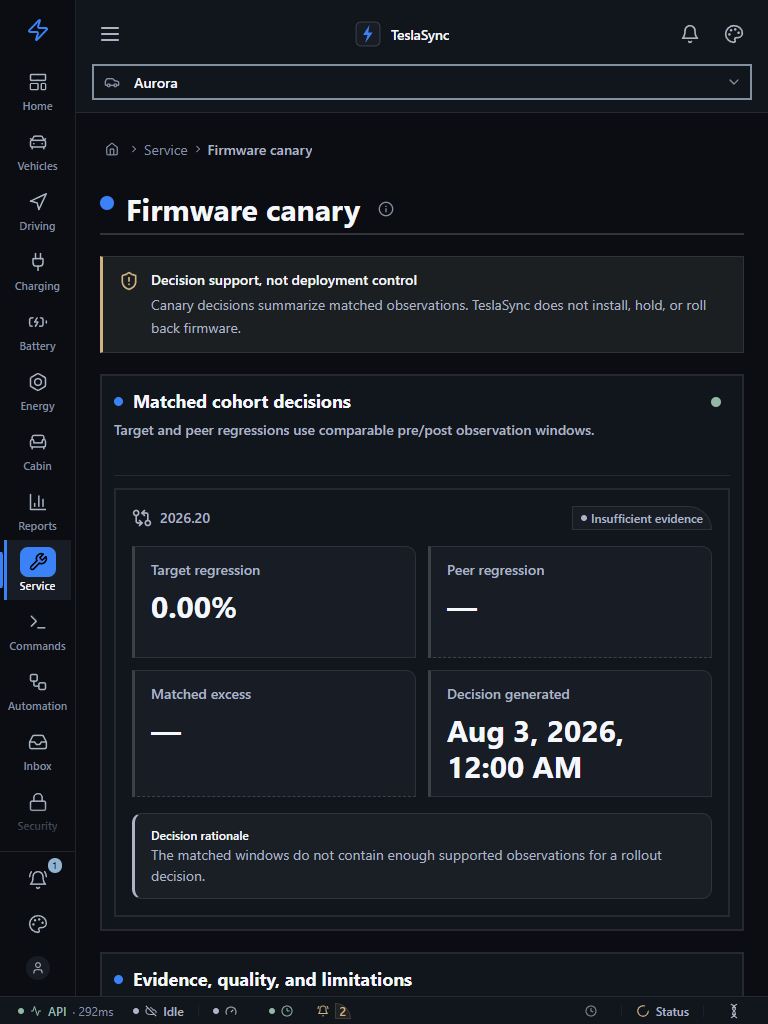 TeslaSync
Aurora
Home
Vehicles
Driving
Charging
Battery
Energy
Cabin
Reports
Service
Commands
Automation
Inbox
Security
1
Service
Firmware canary
Firmware canary
Decision support, not deployment control
Canary decisions summarize matched observations. TeslaSync does not install, hold, or roll
back firmware.
Matched cohort decisions
Target and peer regressions use comparable pre/post observation windows.
2026.20
Insufficient evidence
Target regression
0.00%
Peer regression
—
Matched excess
—
Decision generated
Aug 3, 2026,
12:00 AM
Decision rationale
The matched windows do not contain enough supported observations for a rollout
decision.
Evidence, quality, and limitations
API · 292ms
Idle
2
Status